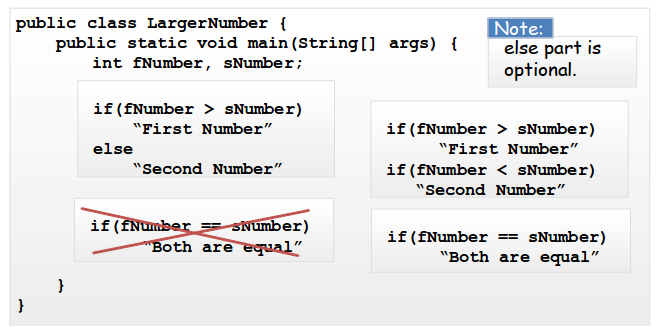 public class LargerNumber {
public static void main(String[] args) {
int fNumber, sNumber;
Note:
else part is
optional.
if(fNumber > sNumber)
“First Number”
else
“Second Number”
if(fNumber == sNumber)
“Both are equal”
if(fNumber > sNumber)
“First Number”
if(fNumber < sNumber)
“Second Number”
if(fNumber == sNumber)
“Both are equal”
}
}